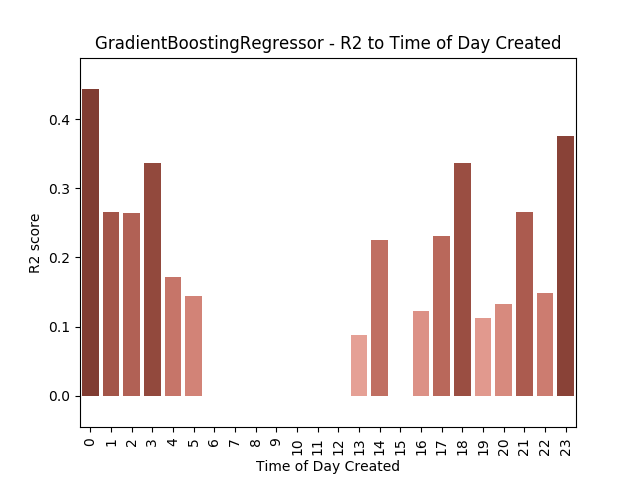 GradientBoostingRegressor - R2 to Time of Day Created
R2 score
0.4
0.3
0.2
0.1
0.0
0 1 2 3 4 5 6 7 8 9 10 11 12 13 14 15 16 17 18 19 20 21 22 23
Time of Day Created